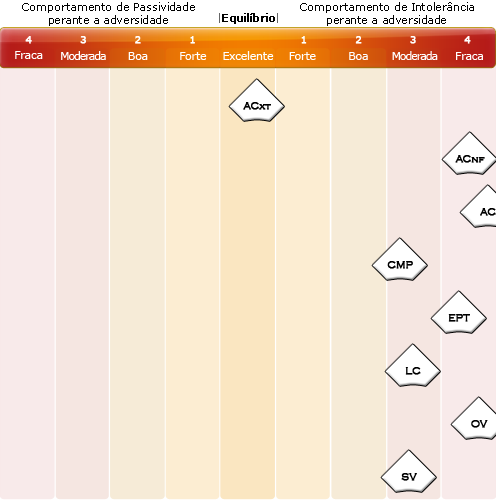 Comportamento de Passividade
perante a adversidade
|Equilíbrio|
Comportamento de Intolerância
perante a adversidade
4 3 2 1 1 2 3 4
Fraca Moderada Boa Forte Excelente Forte Boa Moderada Fraca
ACXT
ACNF
AC
CMP
EPT
LC
OV
SV